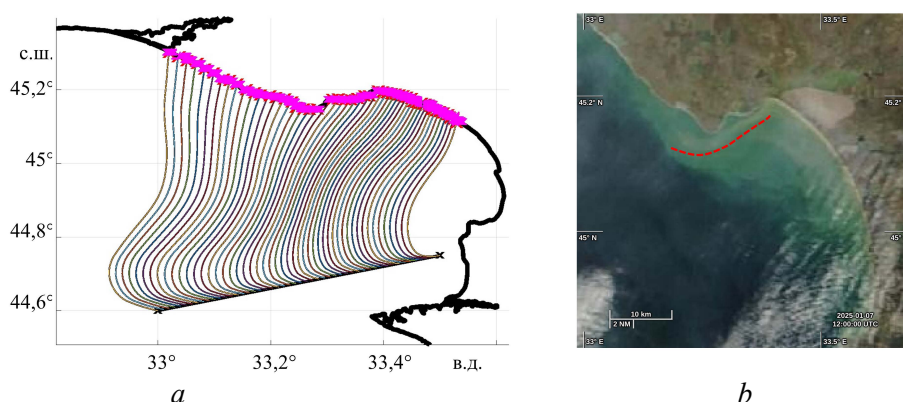 с.ш.
45,2°
45
44,8°
44,6°
33°
33,2°
33,4°
в.д.
a
33° E
33.5° E
45.2° N
45.2° N
45° N
45°
10 km
2 NM
2025-01-07
12:00:00 UTC
33° E
33.5° E
b